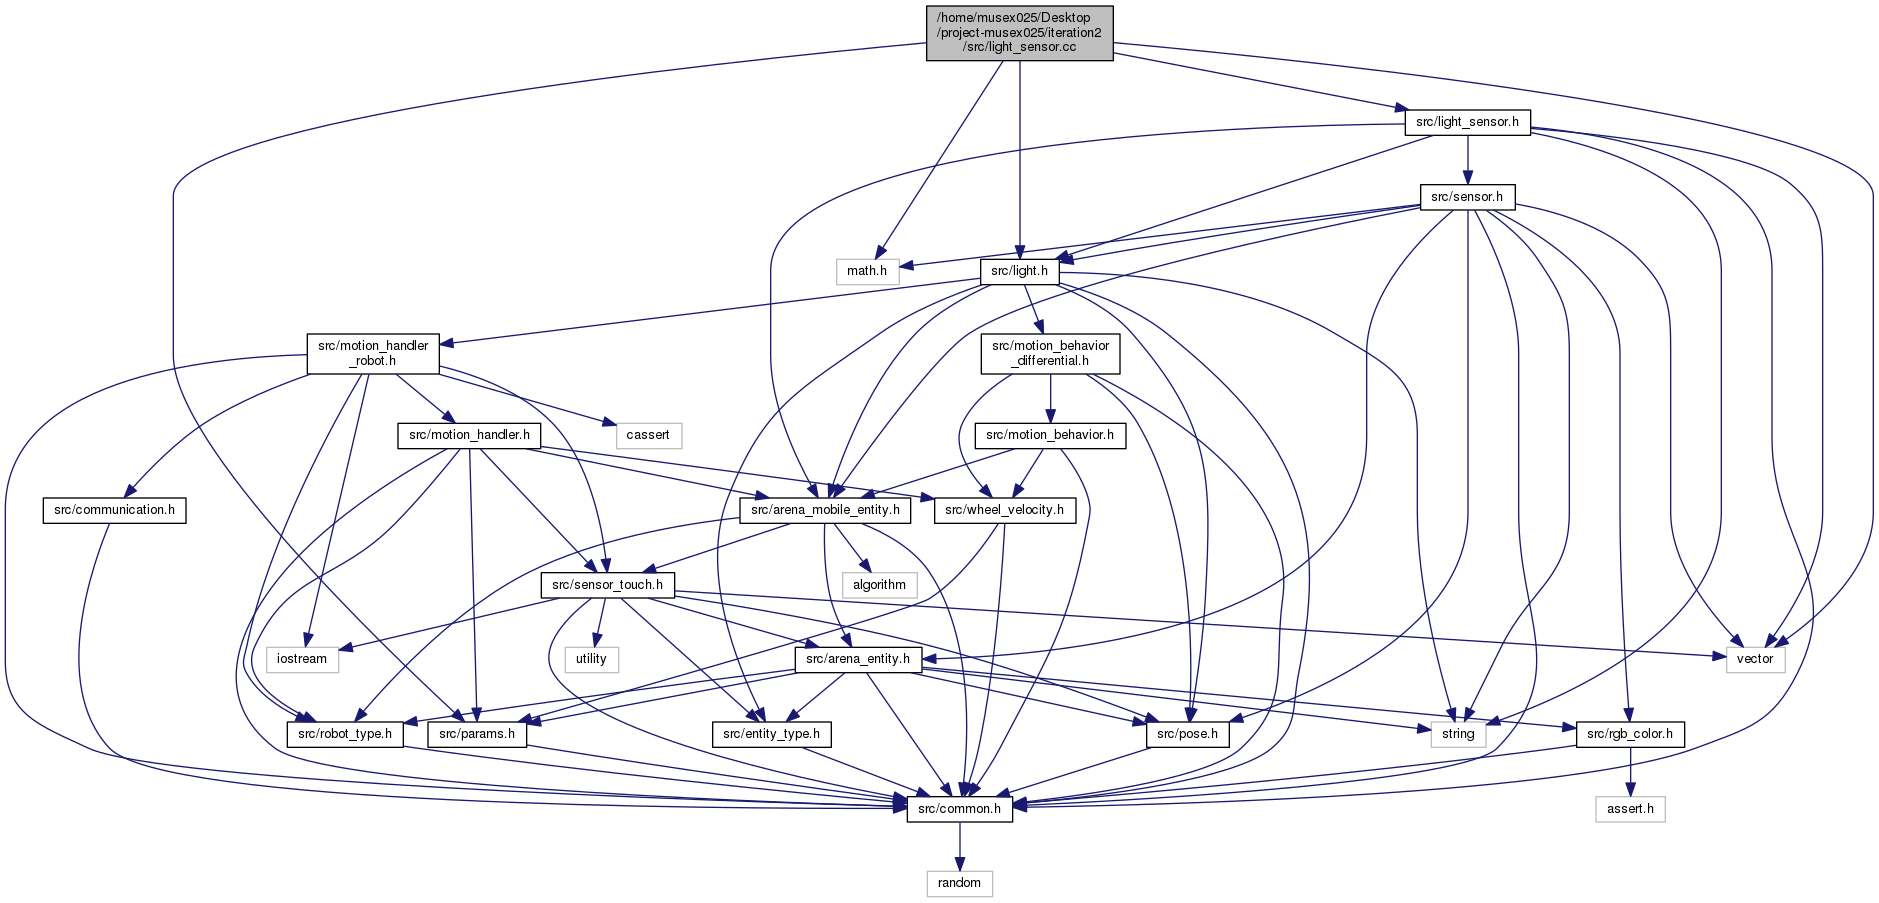 /home/musex025/Desktop
/project-musex025/iteration2
/src/light_sensor.cc
src/light_sensor.h
src/sensor.h
math.h
src/light.h
src/motion_handler
_robot.h
src/motion_behavior
_differential.h
src/motion_handler.h
cassert
src/motion_behavior.h
src/communication.h
src/arena_mobile_entity.h
src/wheel_velocity.h
src/sensor_touch.h
algorithm
iostream
utility
src/arena_entity.h
vector
src/robot_type.h
src/params.h
src/entity_type.h
src/pose.h
string
src/rgb_color.h
src/common.h
assert.h
random